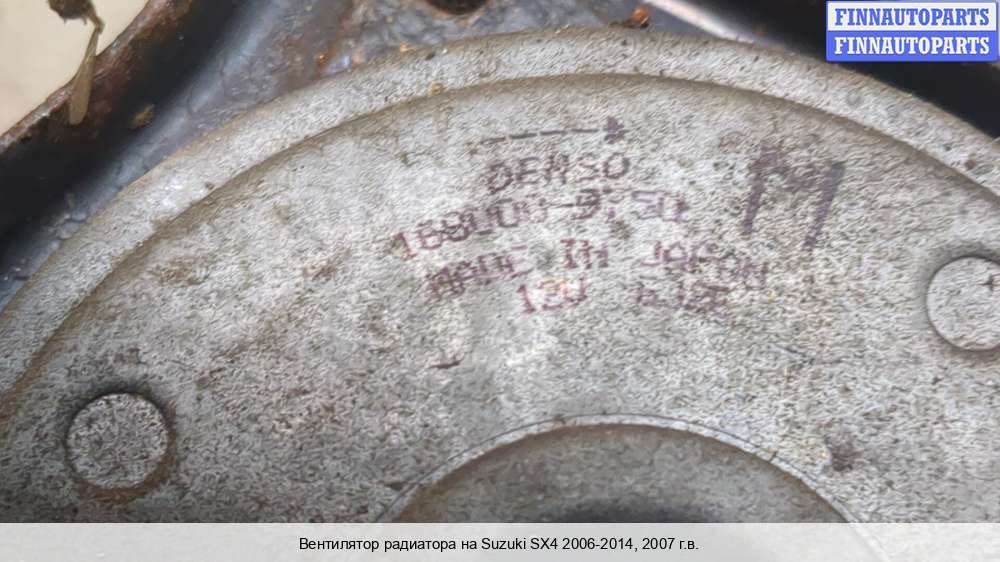 FINNAUTOPARTS
FINNAUTOPARTS
DENSO
MADE IN JAPAN
12V
M
Вентилятор радиатора на Suzuki SX4 2006-2014, 2007 г.в.